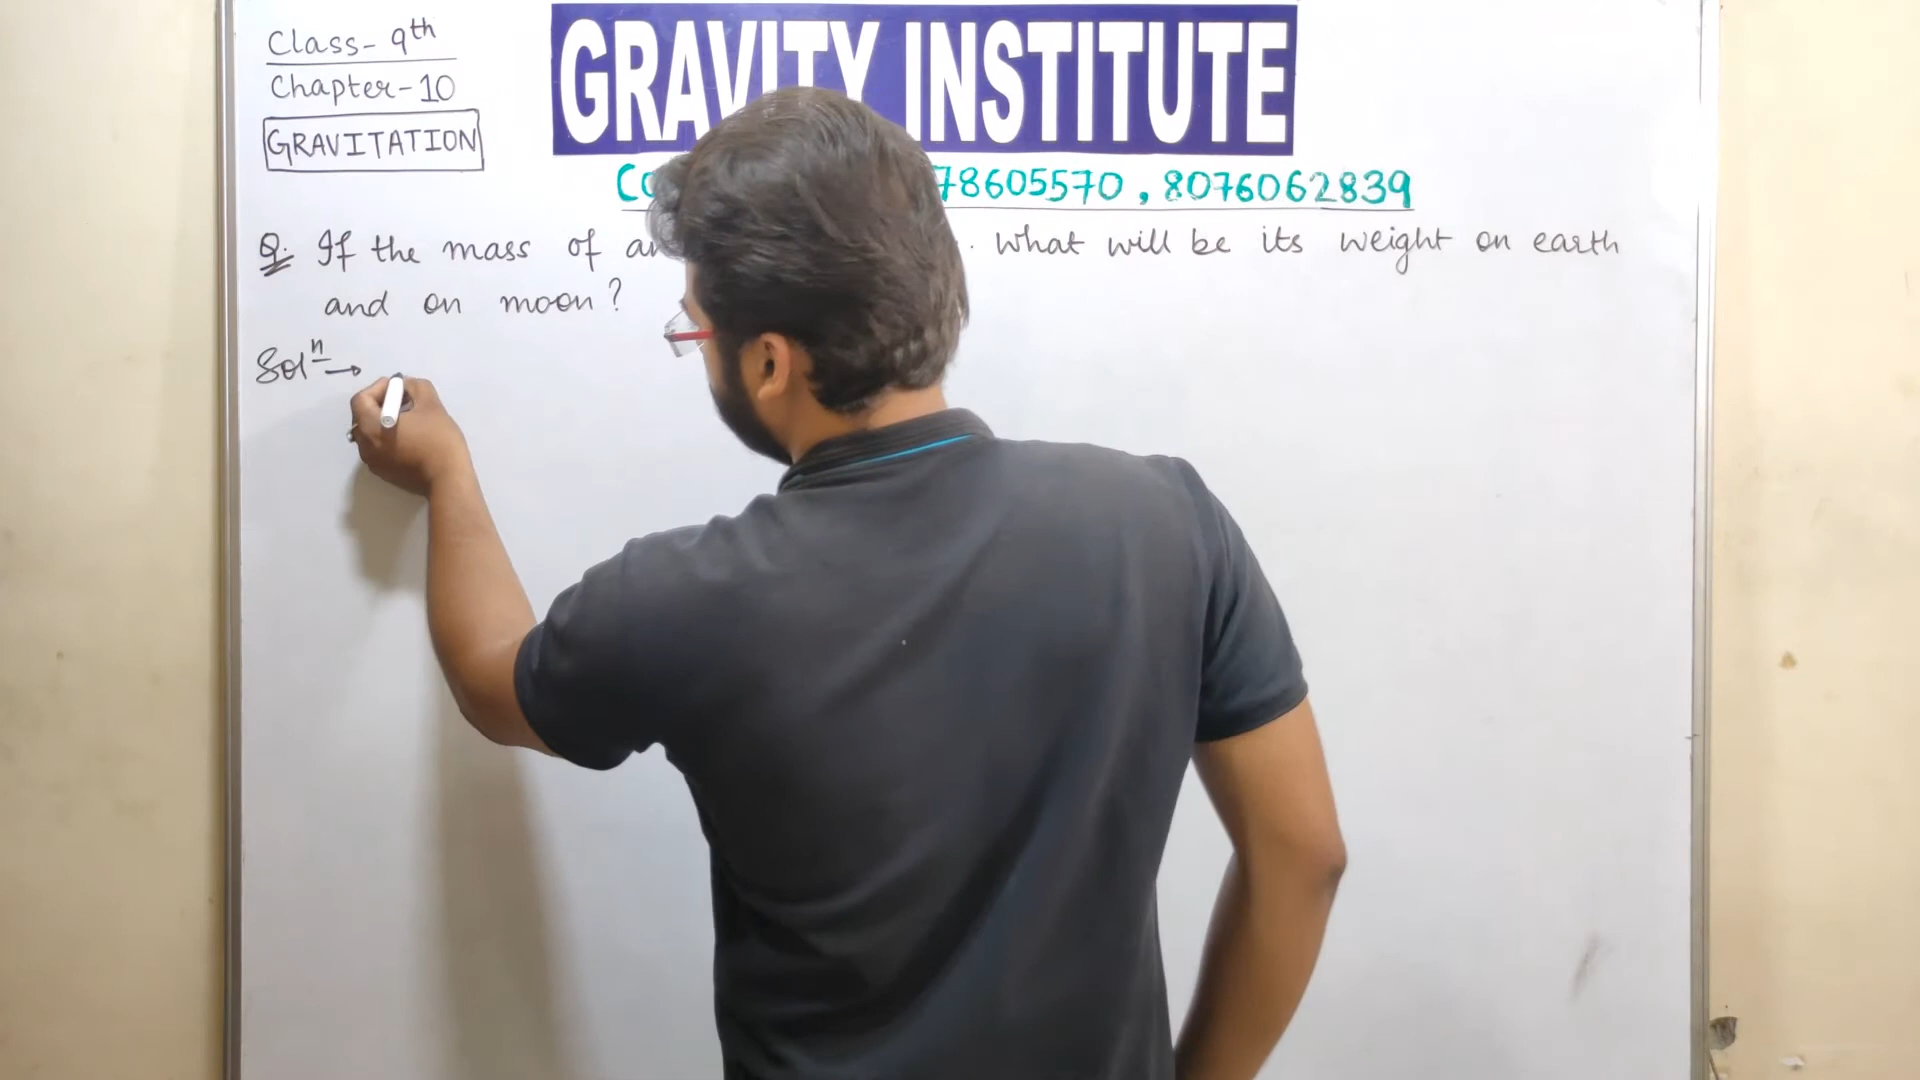 Class- 9th
Chapter-10
GRAVITATION
GRAVITY INSTITUTE
78605570, 8076062839
Q. If the mass of . What will be its weight on earth
and on moon?
Solⁿ→